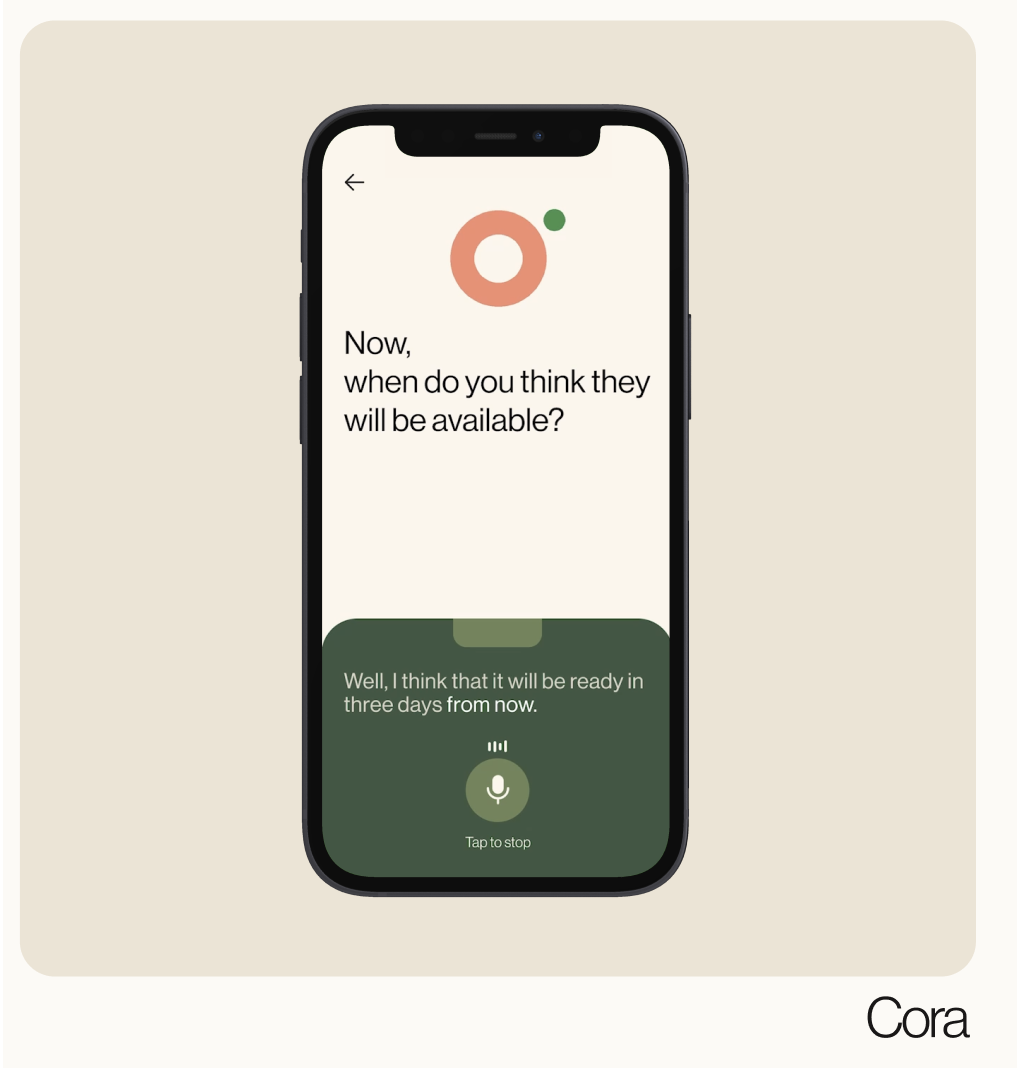 Now,
when do you think they
will be available?
Well, I think that it will be ready in
three days from now.
Tap to stop
Cora